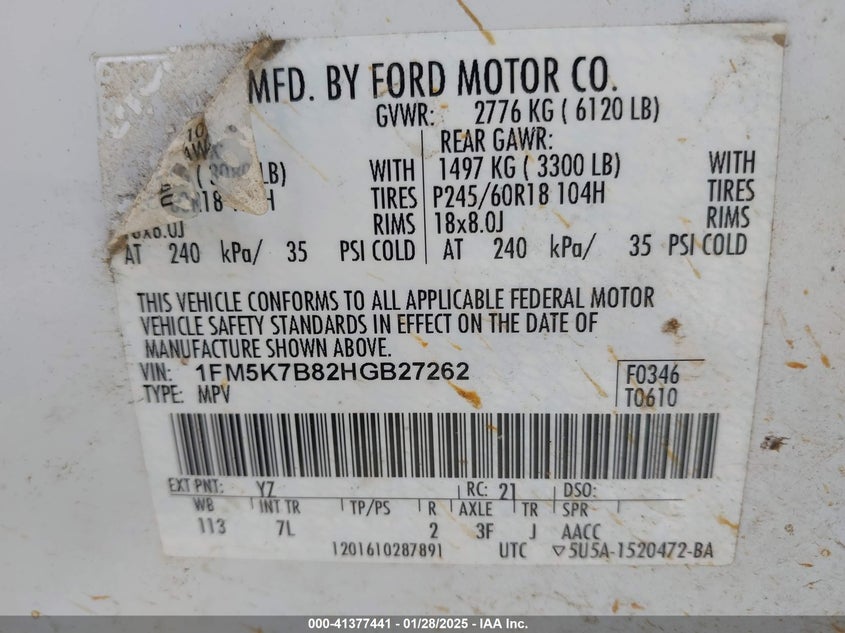 MFD. BY FORD MOTOR CO.
GVWR: 2776 KG ( 6120 LB)
REAR GAWR:
LB) WITH 1497 KG ( 3300 LB) WITH
R18 104H TIRES P245/60R18 104H TIRES
18x8.0J RIMS 18x8.0J RIMS
AT 240 kPa/ 35 PSI COLD AT 240 kPa/ 35 PSI COLD
THIS VEHICLE CONFORMS TO ALL APPLICABLE FEDERAL MOTOR
VEHICLE SAFETY STANDARDS IN EFFECT ON THE DATE OF
MANUFACTURE SHOWN ABOVE.
VIN: 1FM5K7B82HGB27262 F0346
TYPE: MPV T0610
EXT PNT: YZ RC: 21 DSO:
WB INT TR TP/PS R AXLE TR SPR
113 7L 2 3F J AACC
1201610287891 UTC ▽5U5A-1520472-BA
000-41377441 | 01/28/2025 | IAA Inc.